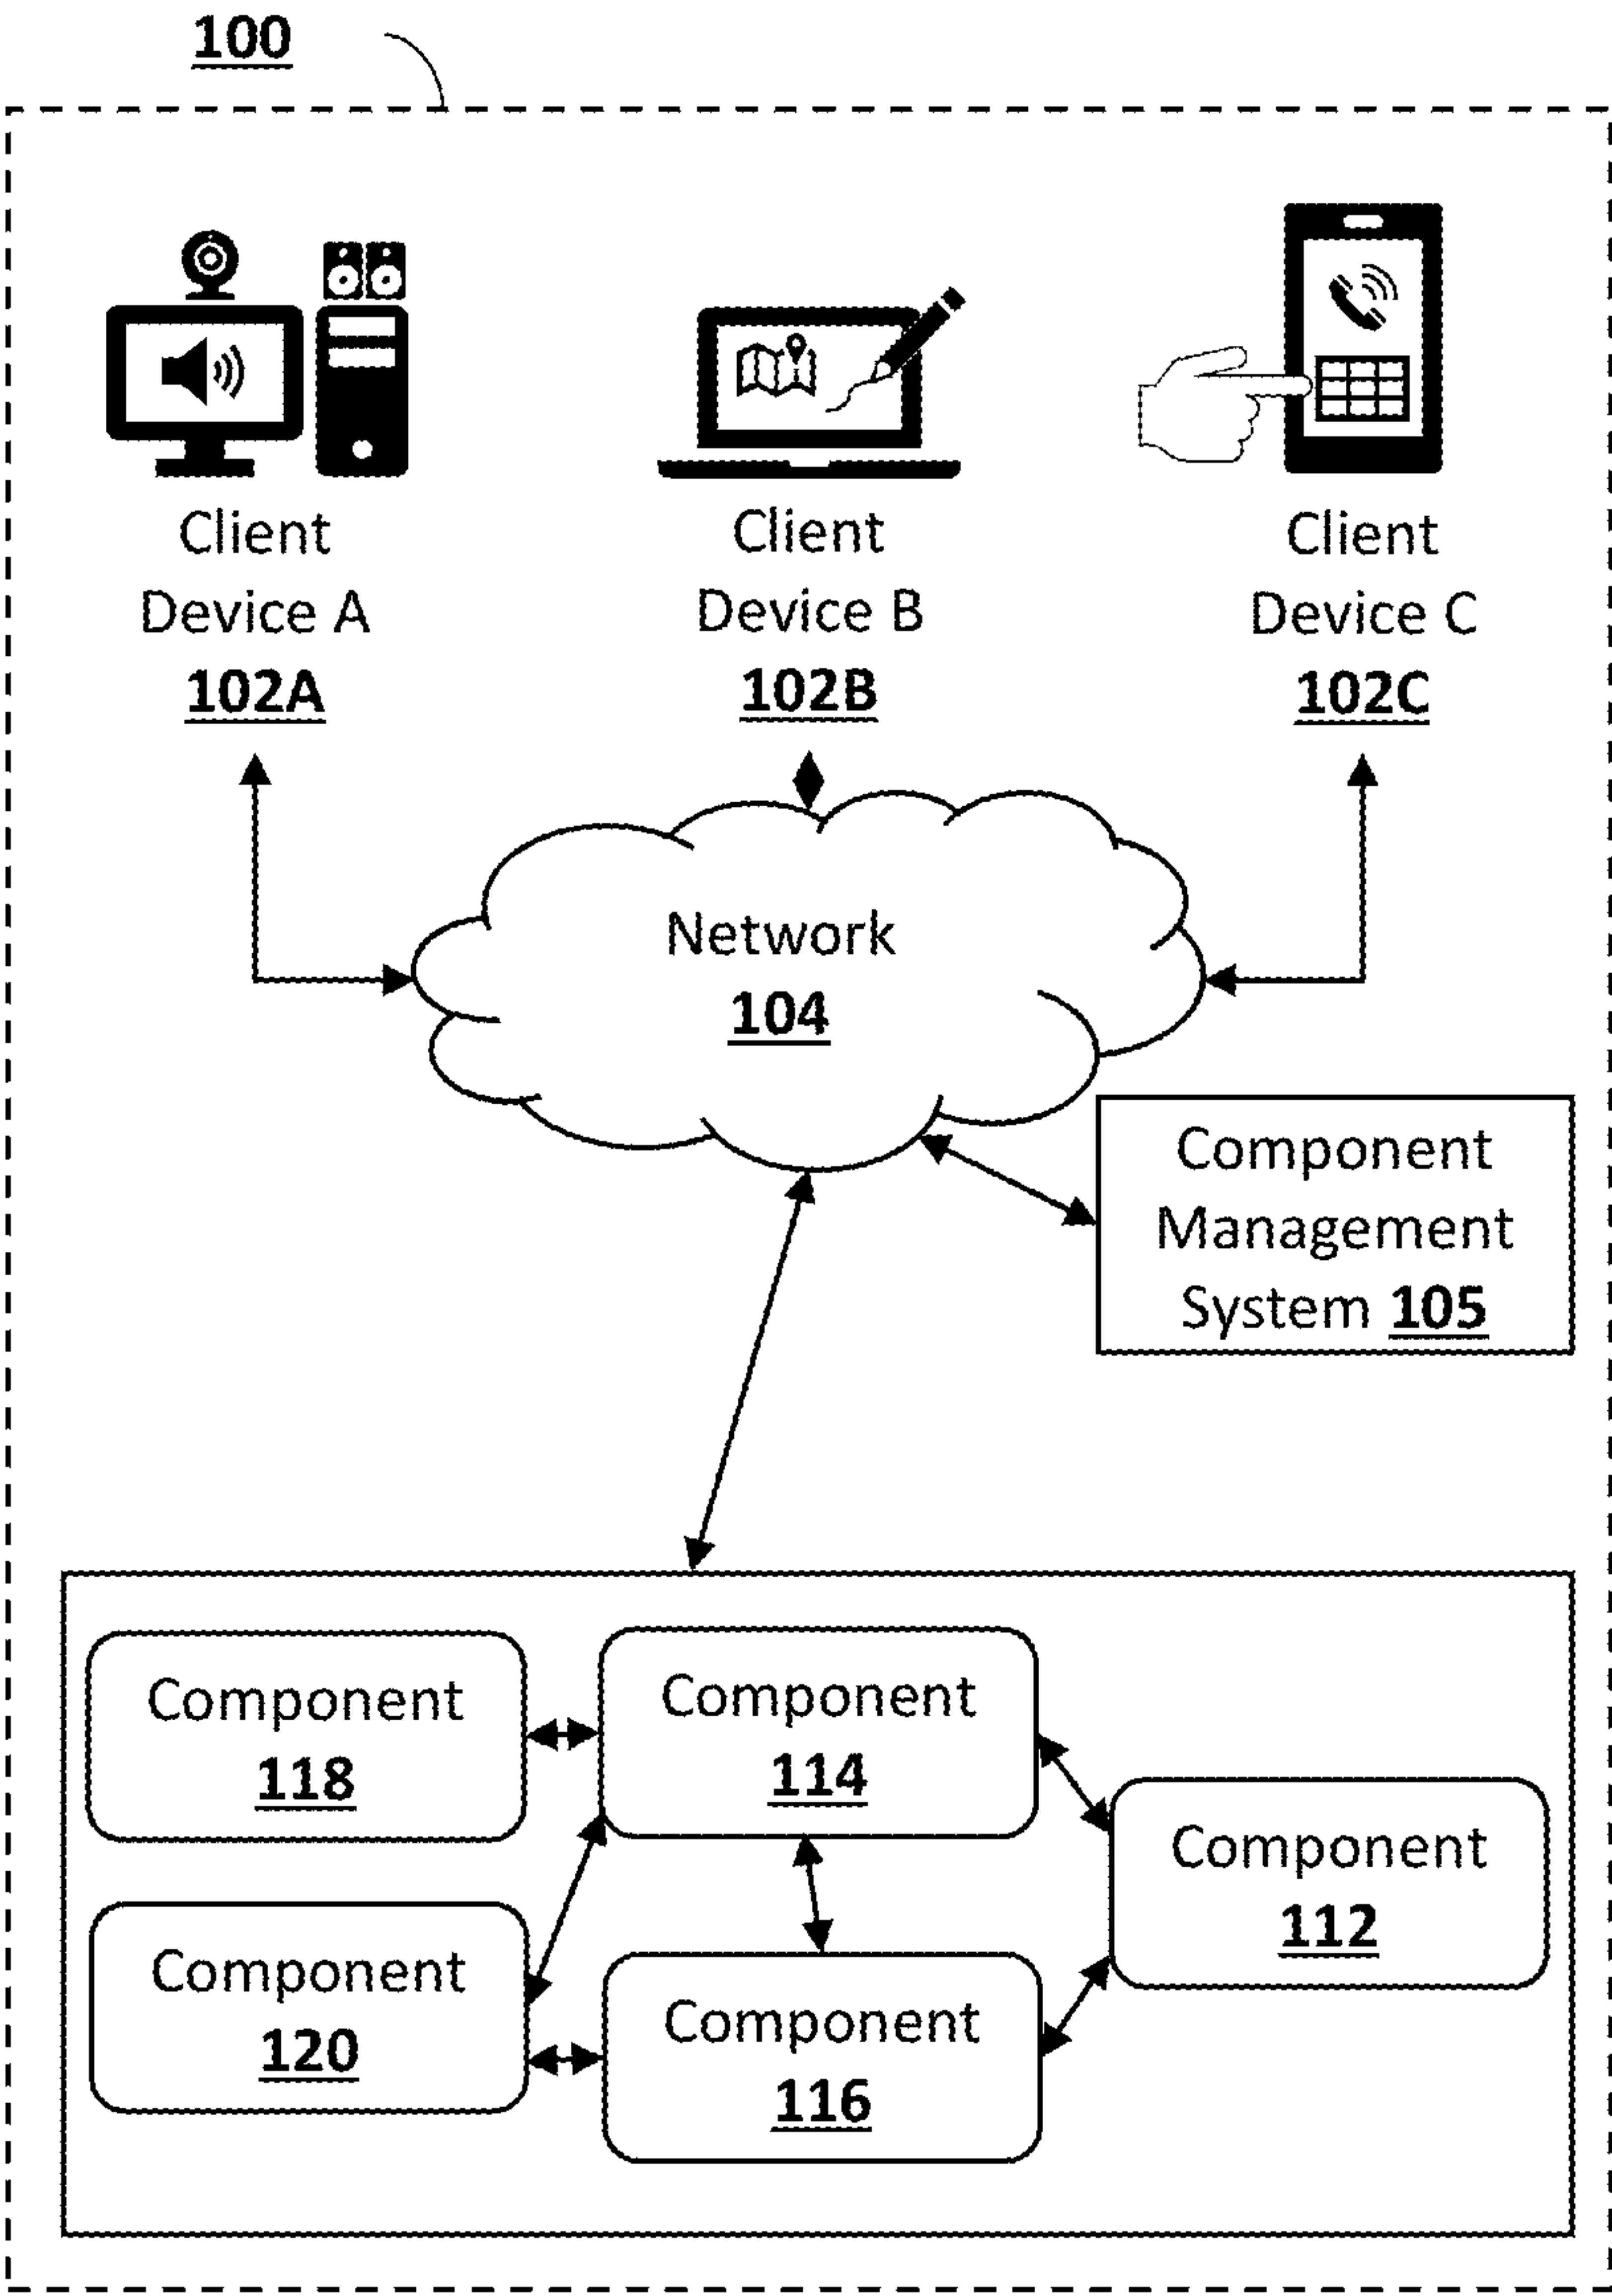 100
Client
Device A
102A
Client
Device B
102B
Client
Device C
102C
Network
104
Component
Management
System 105
Component
118
Component
114
Component
112
Component
120
Component
116